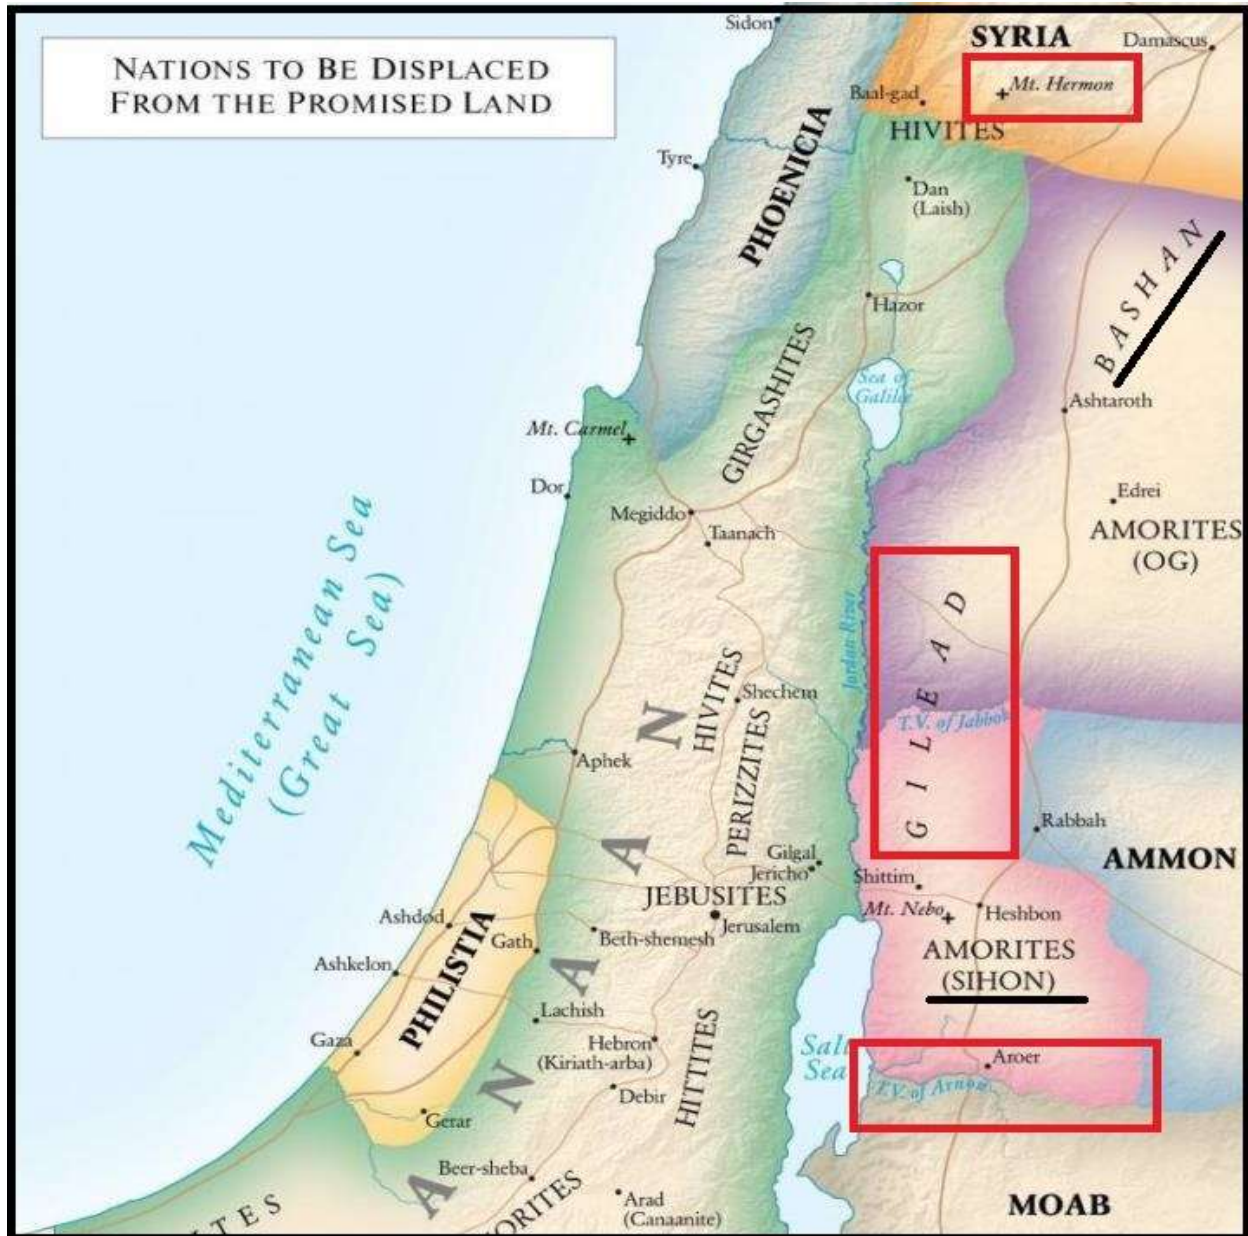 NATIONS TO BE DISPLACED
FROM THE PROMISED LAND
Sidon
SYRIA
Damascus
Mt. Hermon
Baal-gad
HIVITES
PHOENICIA
Tyre
Dan
(Laish)
BASHAN
Hazor
GIRGASHITES
Sea of
Galilee
Ashtaroth
Mt. Carmel
Dor
Edrei
Megiddo
Taanach
AMORITES
(OG)
Mediterranean Sea
(Great Sea)
Jordan River
GILEAD
HIVITES
Shechem
T.V. of Jabbok
PERIZZITES
Aphek
CANAAN
Rabbah
Gilgal
Jericho
AMMON
Shittim
JEBUSITES
Mt. Nebo
Heshbon
Ashdod
Jerusalem
PHILISTIA
Gath
Beth-shemesh
AMORITES
(SIHON)
Ashkelon
Lachish
Gaza
Hebron
(Kiriath-arba)
HITTITES
Salt
Sea
Aroer
T.V. of Arnon
Debir
Gerar
Beer-sheba
Arad
(Canaanite)
MOAB
ITES
ORITES